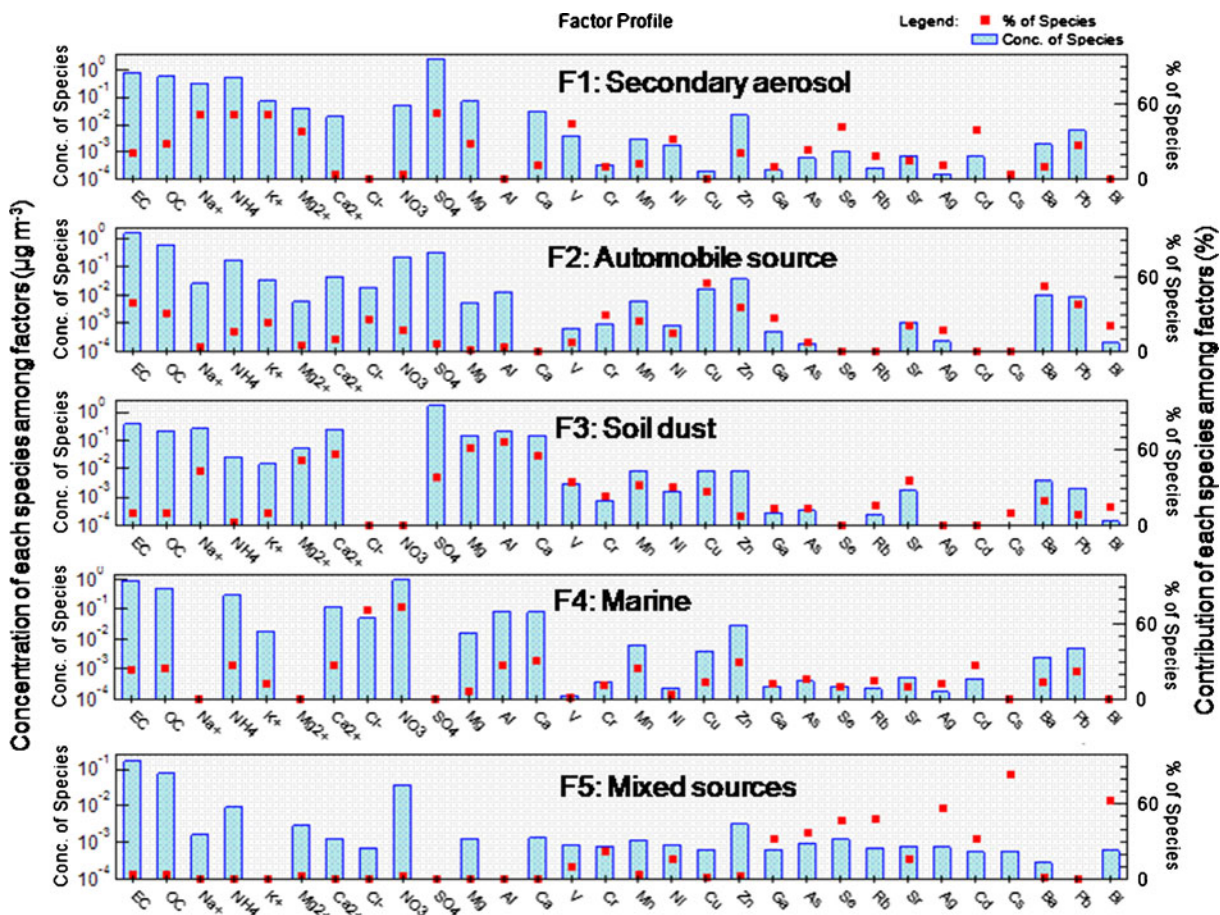 Factor Profile
Legend: % of Species
Conc. of Species
Concentration of each species among factors (µg m⁻³)
Contribution of each species among factors (%)
F1: Secondary aerosol
Conc. of Species
10⁰
10⁻¹
10⁻²
10⁻³
10⁻⁴
% of Species
60
0
EC OC Na+ NH4 K+ Mg2+ Ca2+ Cl- NO3 SO4 Mg Al Ca V Cr Mn Ni Cu Zn Ga As Se Rb Sr Ag Cd Cs Ba Pb Bi
F2: Automobile source
Conc. of Species
10⁰
10⁻¹
10⁻²
10⁻³
10⁻⁴
% of Species
60
0
EC OC Na+ NH4 K+ Mg2+ Ca2+ Cl- NO3 SO4 Mg Al Ca V Cr Mn Ni Cu Zn Ga As Se Rb Sr Ag Cd Cs Ba Pb Bi
F3: Soil dust
Conc. of Species
10⁰
10⁻¹
10⁻²
10⁻³
10⁻⁴
% of Species
60
0
EC OC Na+ NH4 K+ Mg2+ Ca2+ Cl- NO3 SO4 Mg Al Ca V Cr Mn Ni Cu Zn Ga As Se Rb Sr Ag Cd Cs Ba Pb Bi
F4: Marine
Conc. of Species
10⁰
10⁻¹
10⁻²
10⁻³
10⁻⁴
% of Species
60
0
EC OC Na+ NH4 K+ Mg2+ Ca2+ Cl- NO3 SO4 Mg Al Ca V Cr Mn Ni Cu Zn Ga As Se Rb Sr Ag Cd Cs Ba Pb Bi
F5: Mixed sources
Conc. of Species
10⁻¹
10⁻²
10⁻³
10⁻⁴
% of Species
60
0
EC OC Na+ NH4 K+ Mg2+ Ca2+ Cl- NO3 SO4 Mg Al Ca V Cr Mn Ni Cu Zn Ga As Se Rb Sr Ag Cd Cs Ba Pb Bi